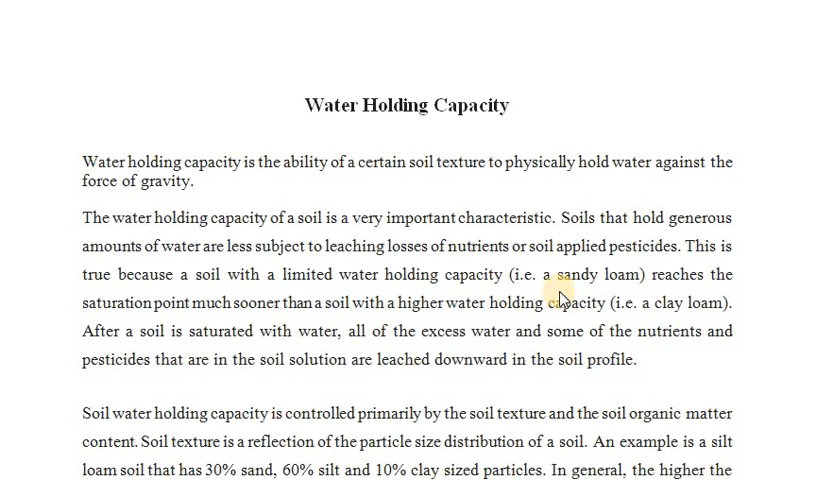 Water Holding Capacity
Water holding capacity is the ability of a certain soil texture to physically hold water against the
force of gravity.
The water holding capacity of a soil is a very important characteristic. Soils that hold generous
amounts of water are less subject to leaching losses of nutrients or soil applied pesticides. This is
true because a soil with a limited water holding capacity (i.e. a sandy loam) reaches the
saturation point much sooner than a soil with a higher water holding capacity (i.e. a clay loam).
After a soil is saturated with water, all of the excess water and some of the nutrients and
pesticides that are in the soil solution are leached downward in the soil profile.
Soil water holding capacity is controlled primarily by the soil texture and the soil organic matter
content. Soil texture is a reflection of the particle size distribution of a soil. An example is a silt
loam soil that has 30% sand, 60% silt and 10% clay sized particles. In general, the higher the